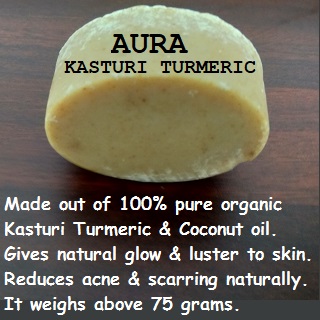 AURA
KASTURI TURMERIC
Made out of 100% pure organic
Kasturi Turmeric & Coconut oil.
Gives natural glow & luster to skin.
Reduces acne & scarring naturally.
It weighs above 75 grams.